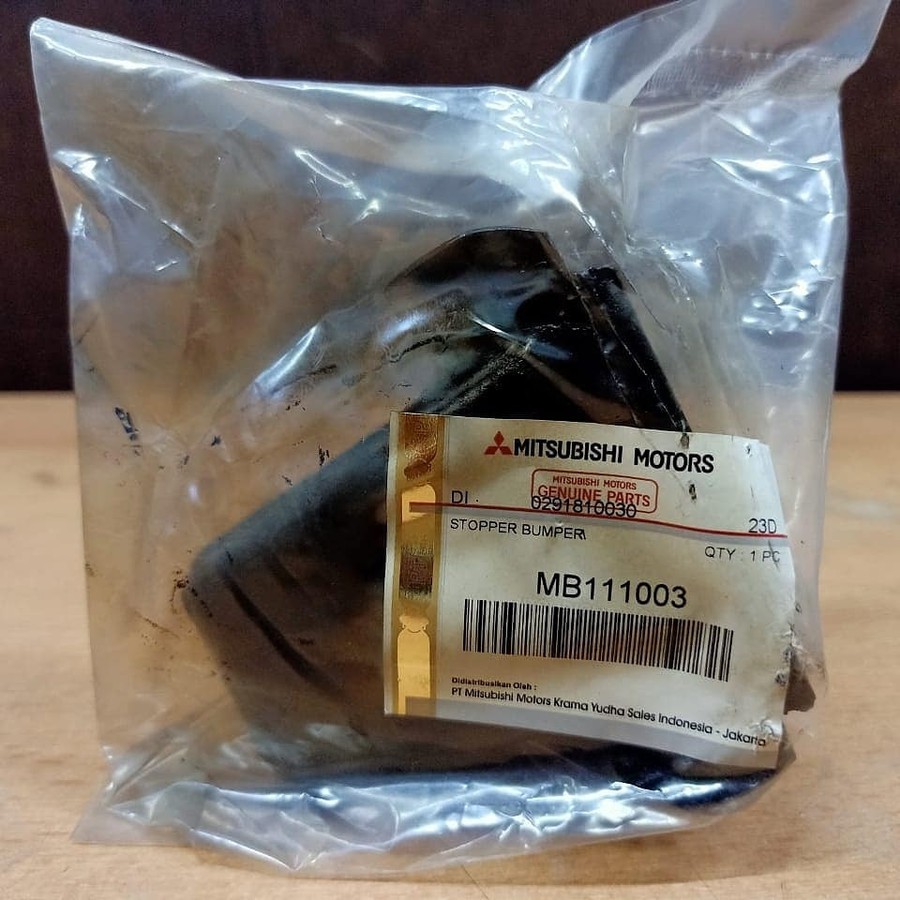 MITSUBISHI MOTORS
MITSUBISHI MOTORS
GENUINE PARTS
DI . 0291810030 23D
STOPPER BUMPER\
QTY : 1 PC
MB111003
Didistribusikan Oleh :
PT Mitsubishi Motors Krama Yudha Sales Indonesia - Jakarta